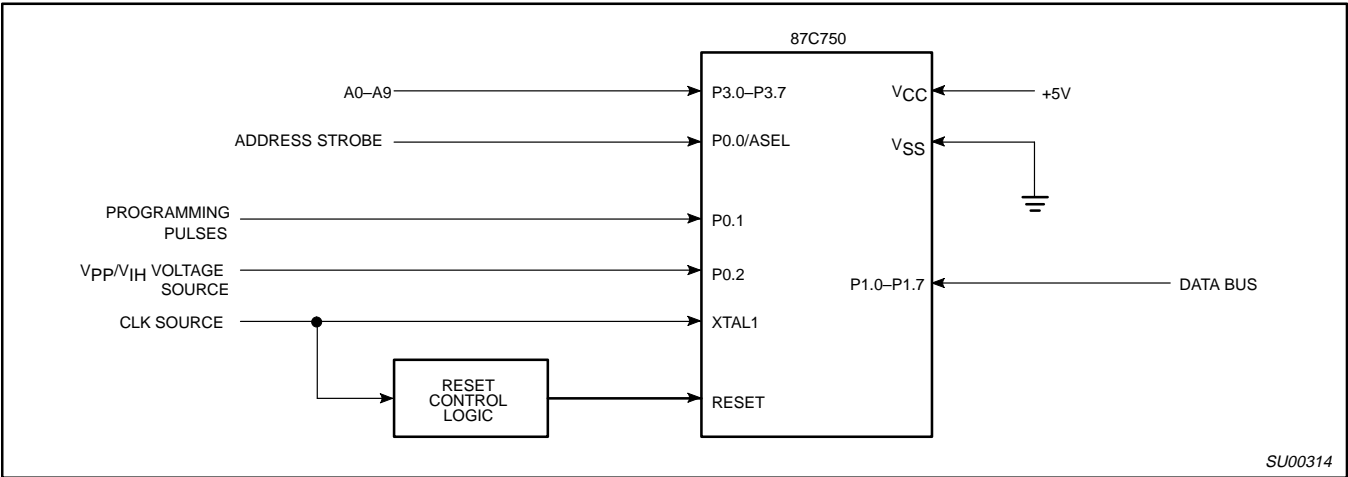 87C750
A0–A9
P3.0–P3.7
VCC
+5V
ADDRESS STROBE
P0.0/ASEL
VSS
PROGRAMMING
PULSES
P0.1
VPP/VIH VOLTAGE
SOURCE
P0.2
P1.0–P1.7
DATA BUS
CLK SOURCE
XTAL1
RESET
CONTROL
LOGIC
RESET
SU00314